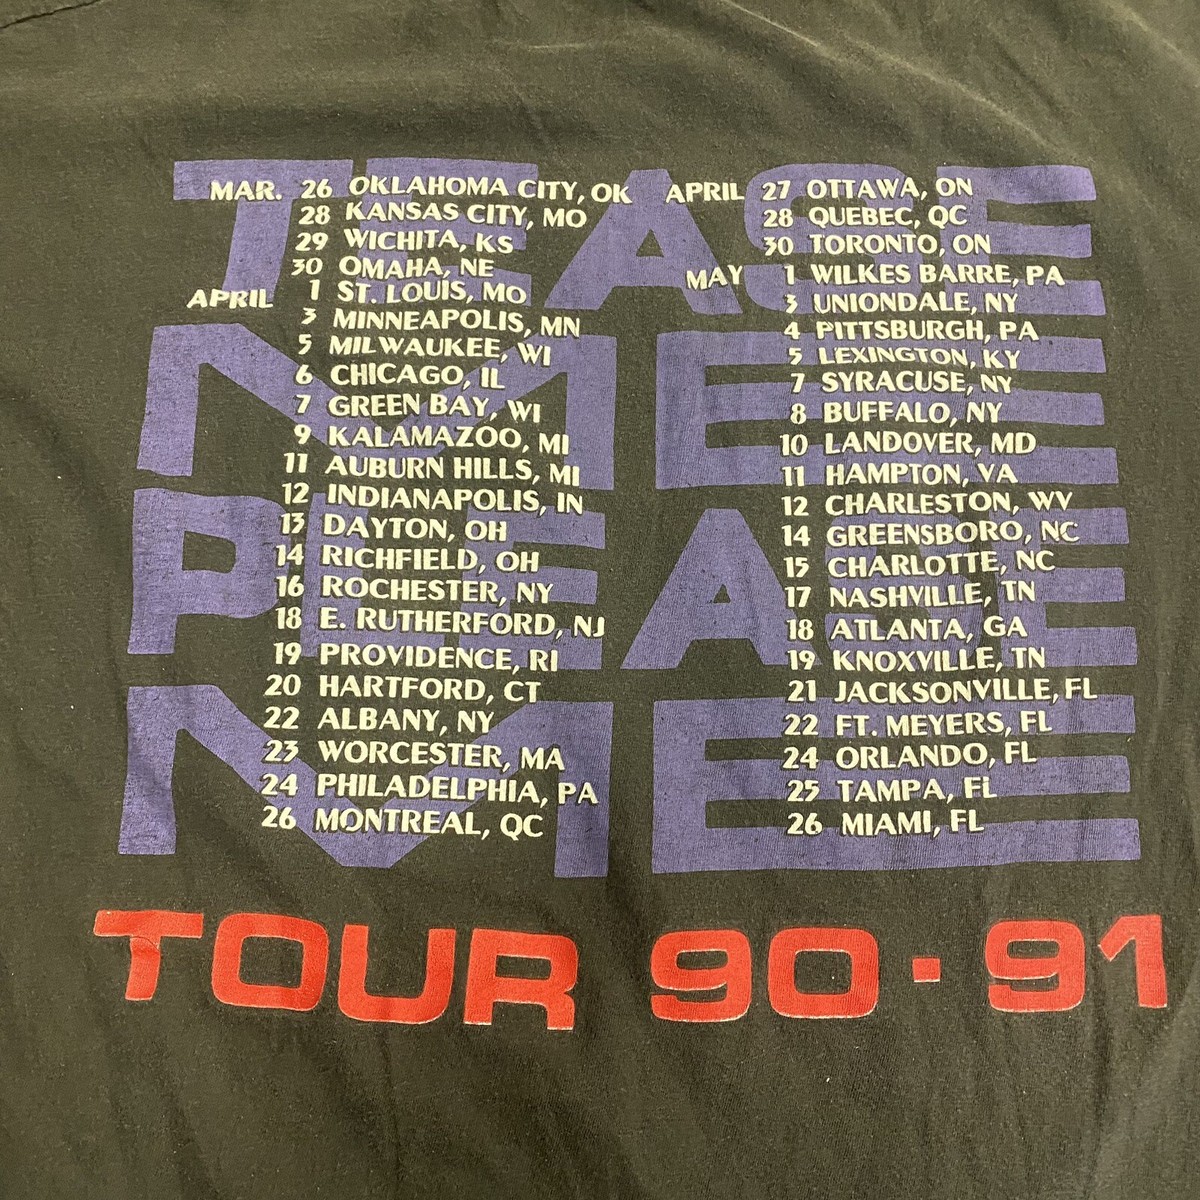 TEASE
ME
PLEASE
ME
MAR. 26 OKLAHOMA CITY, OK
28 KANSAS CITY, MO
29 WICHITA, KS
30 OMAHA, NE
APRIL 1 ST. LOUIS, MO
3 MINNEAPOLIS, MN
5 MILWAUKEE, WI
6 CHICAGO, IL
7 GREEN BAY, WI
9 KALAMAZOO, MI
11 AUBURN HILLS, MI
12 INDIANAPOLIS, IN
13 DAYTON, OH
14 RICHFIELD, OH
16 ROCHESTER, NY
18 E. RUTHERFORD, NJ
19 PROVIDENCE, RI
20 HARTFORD, CT
22 ALBANY, NY
23 WORCESTER, MA
24 PHILADELPHIA, PA
26 MONTREAL, QC
APRIL 27 OTTAWA, ON
28 QUEBEC, QC
30 TORONTO, ON
MAY 1 WILKES BARRE, PA
3 UNIONDALE, NY
4 PITTSBURGH, PA
5 LEXINGTON, KY
7 SYRACUSE, NY
8 BUFFALO, NY
10 LANDOVER, MD
11 HAMPTON, VA
12 CHARLESTON, WV
14 GREENSBORO, NC
15 CHARLOTTE, NC
17 NASHVILLE, TN
18 ATLANTA, GA
19 KNOXVILLE, TN
21 JACKSONVILLE, FL
22 FT. MEYERS, FL
24 ORLANDO, FL
25 TAMPA, FL
26 MIAMI, FL
TOUR 90·91